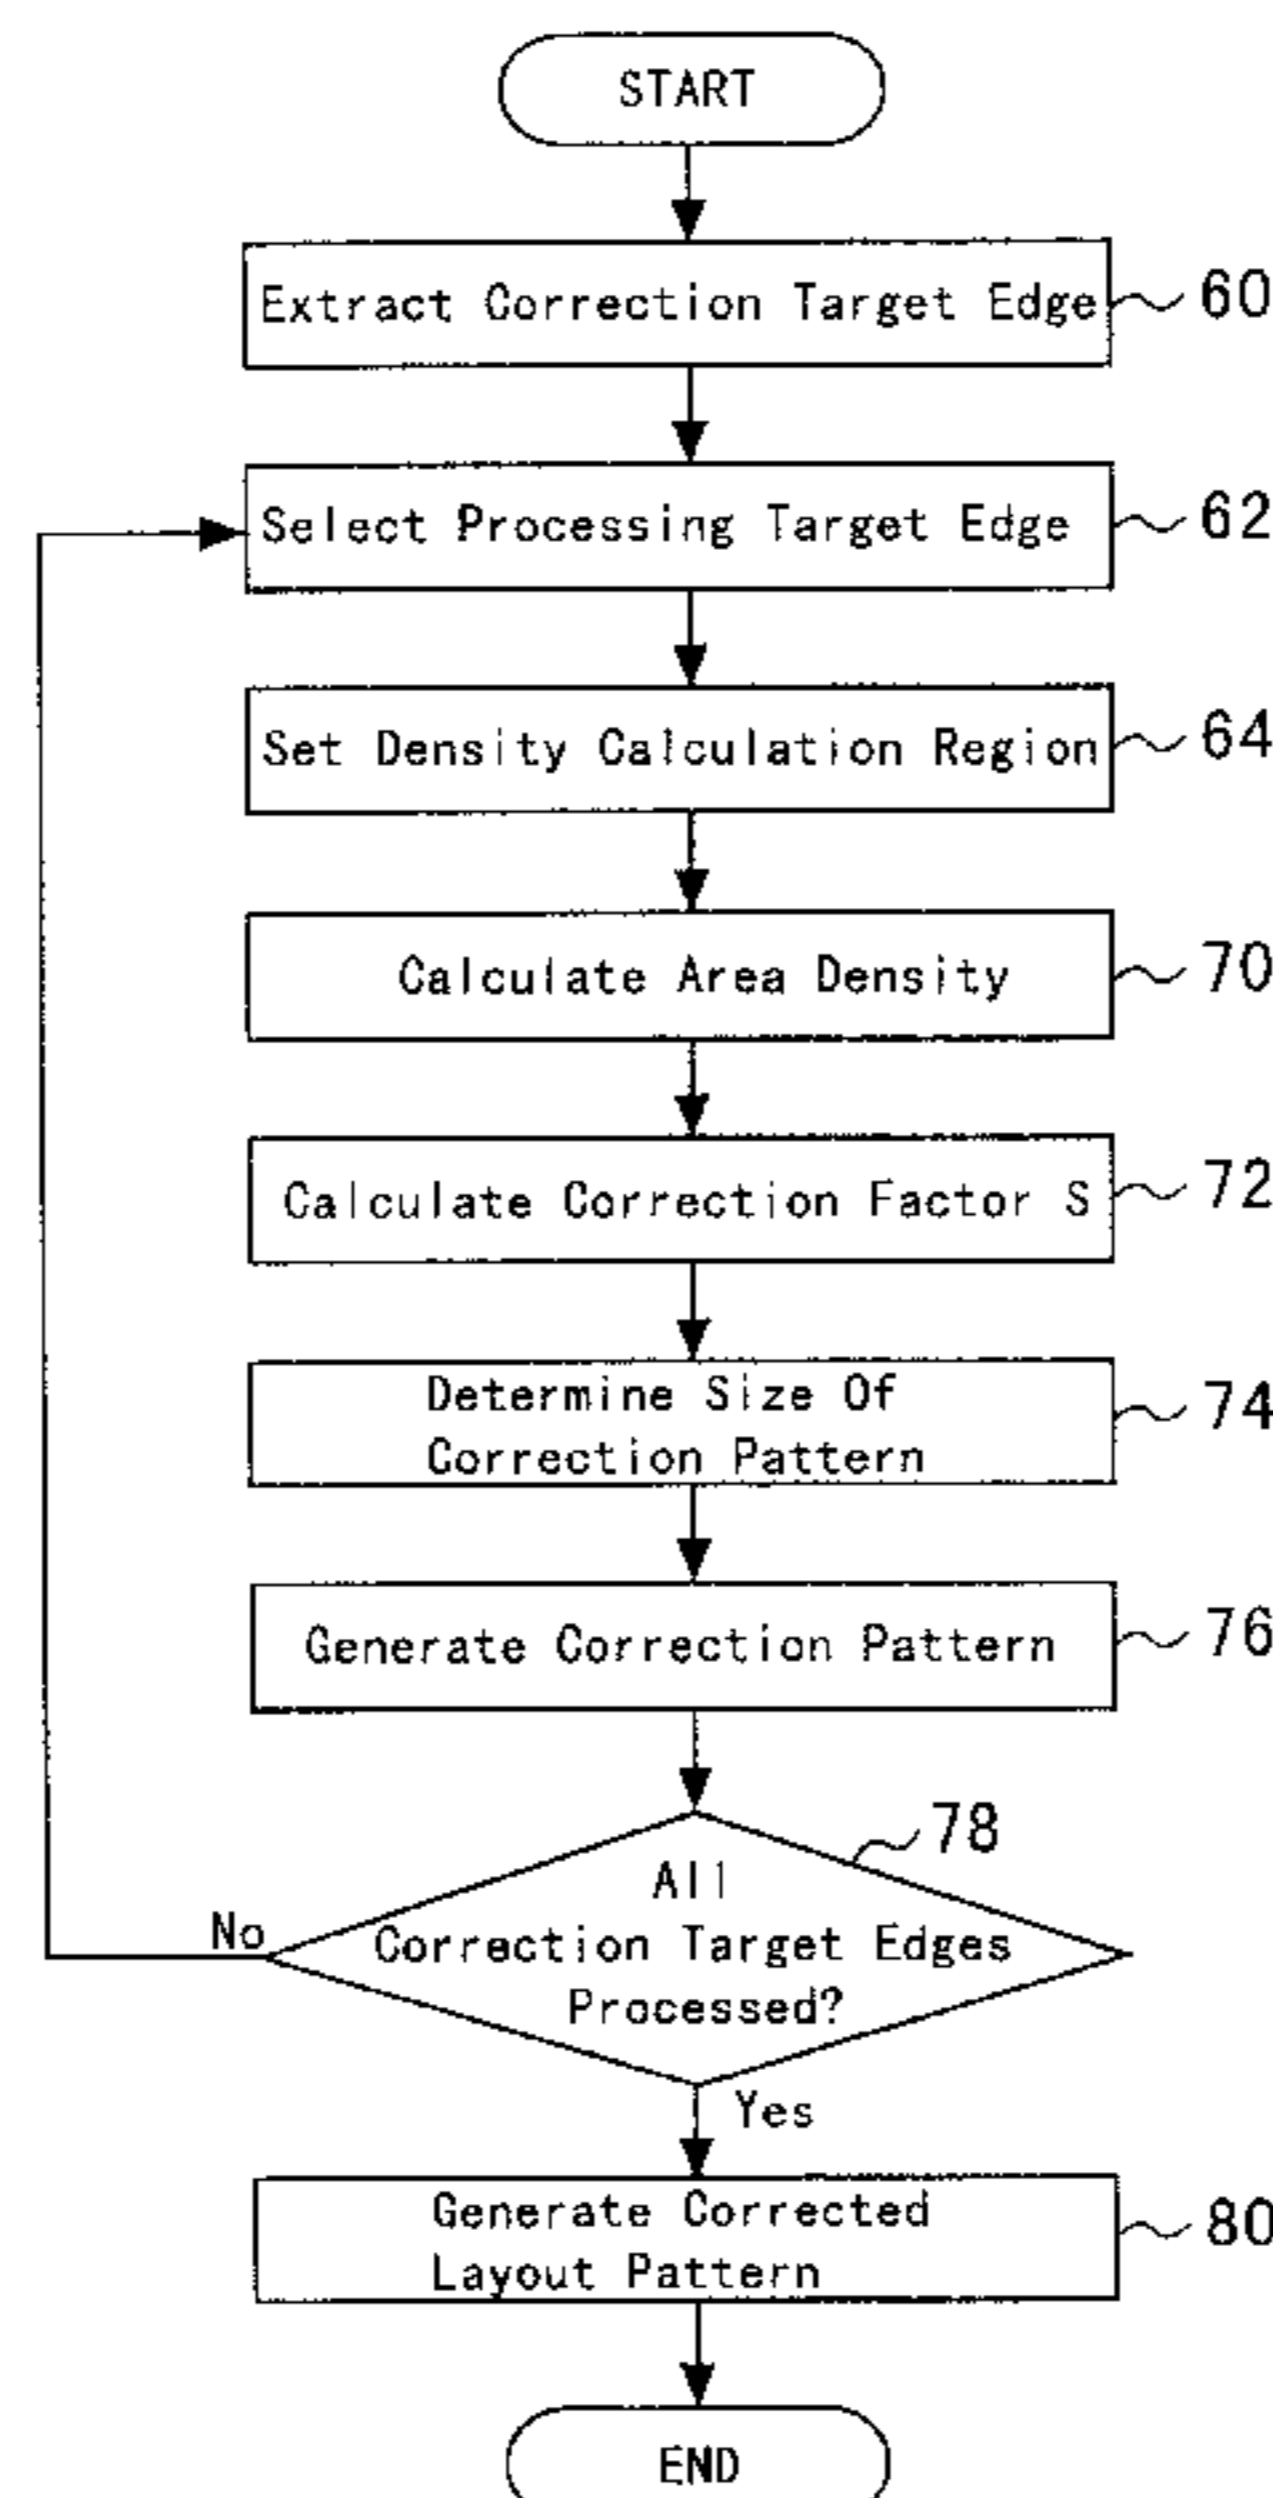 START
Extract Correction Target Edge
60
Select Processing Target Edge
62
Set Density Calculation Region
64
Calculate Area Density
70
Calculate Correction Factor S
72
Determine Size Of
Correction Pattern
74
Generate Correction Pattern
76
78
All
Correction Target Edges
Processed?
No
Yes
Generate Corrected
Layout Pattern
80
END